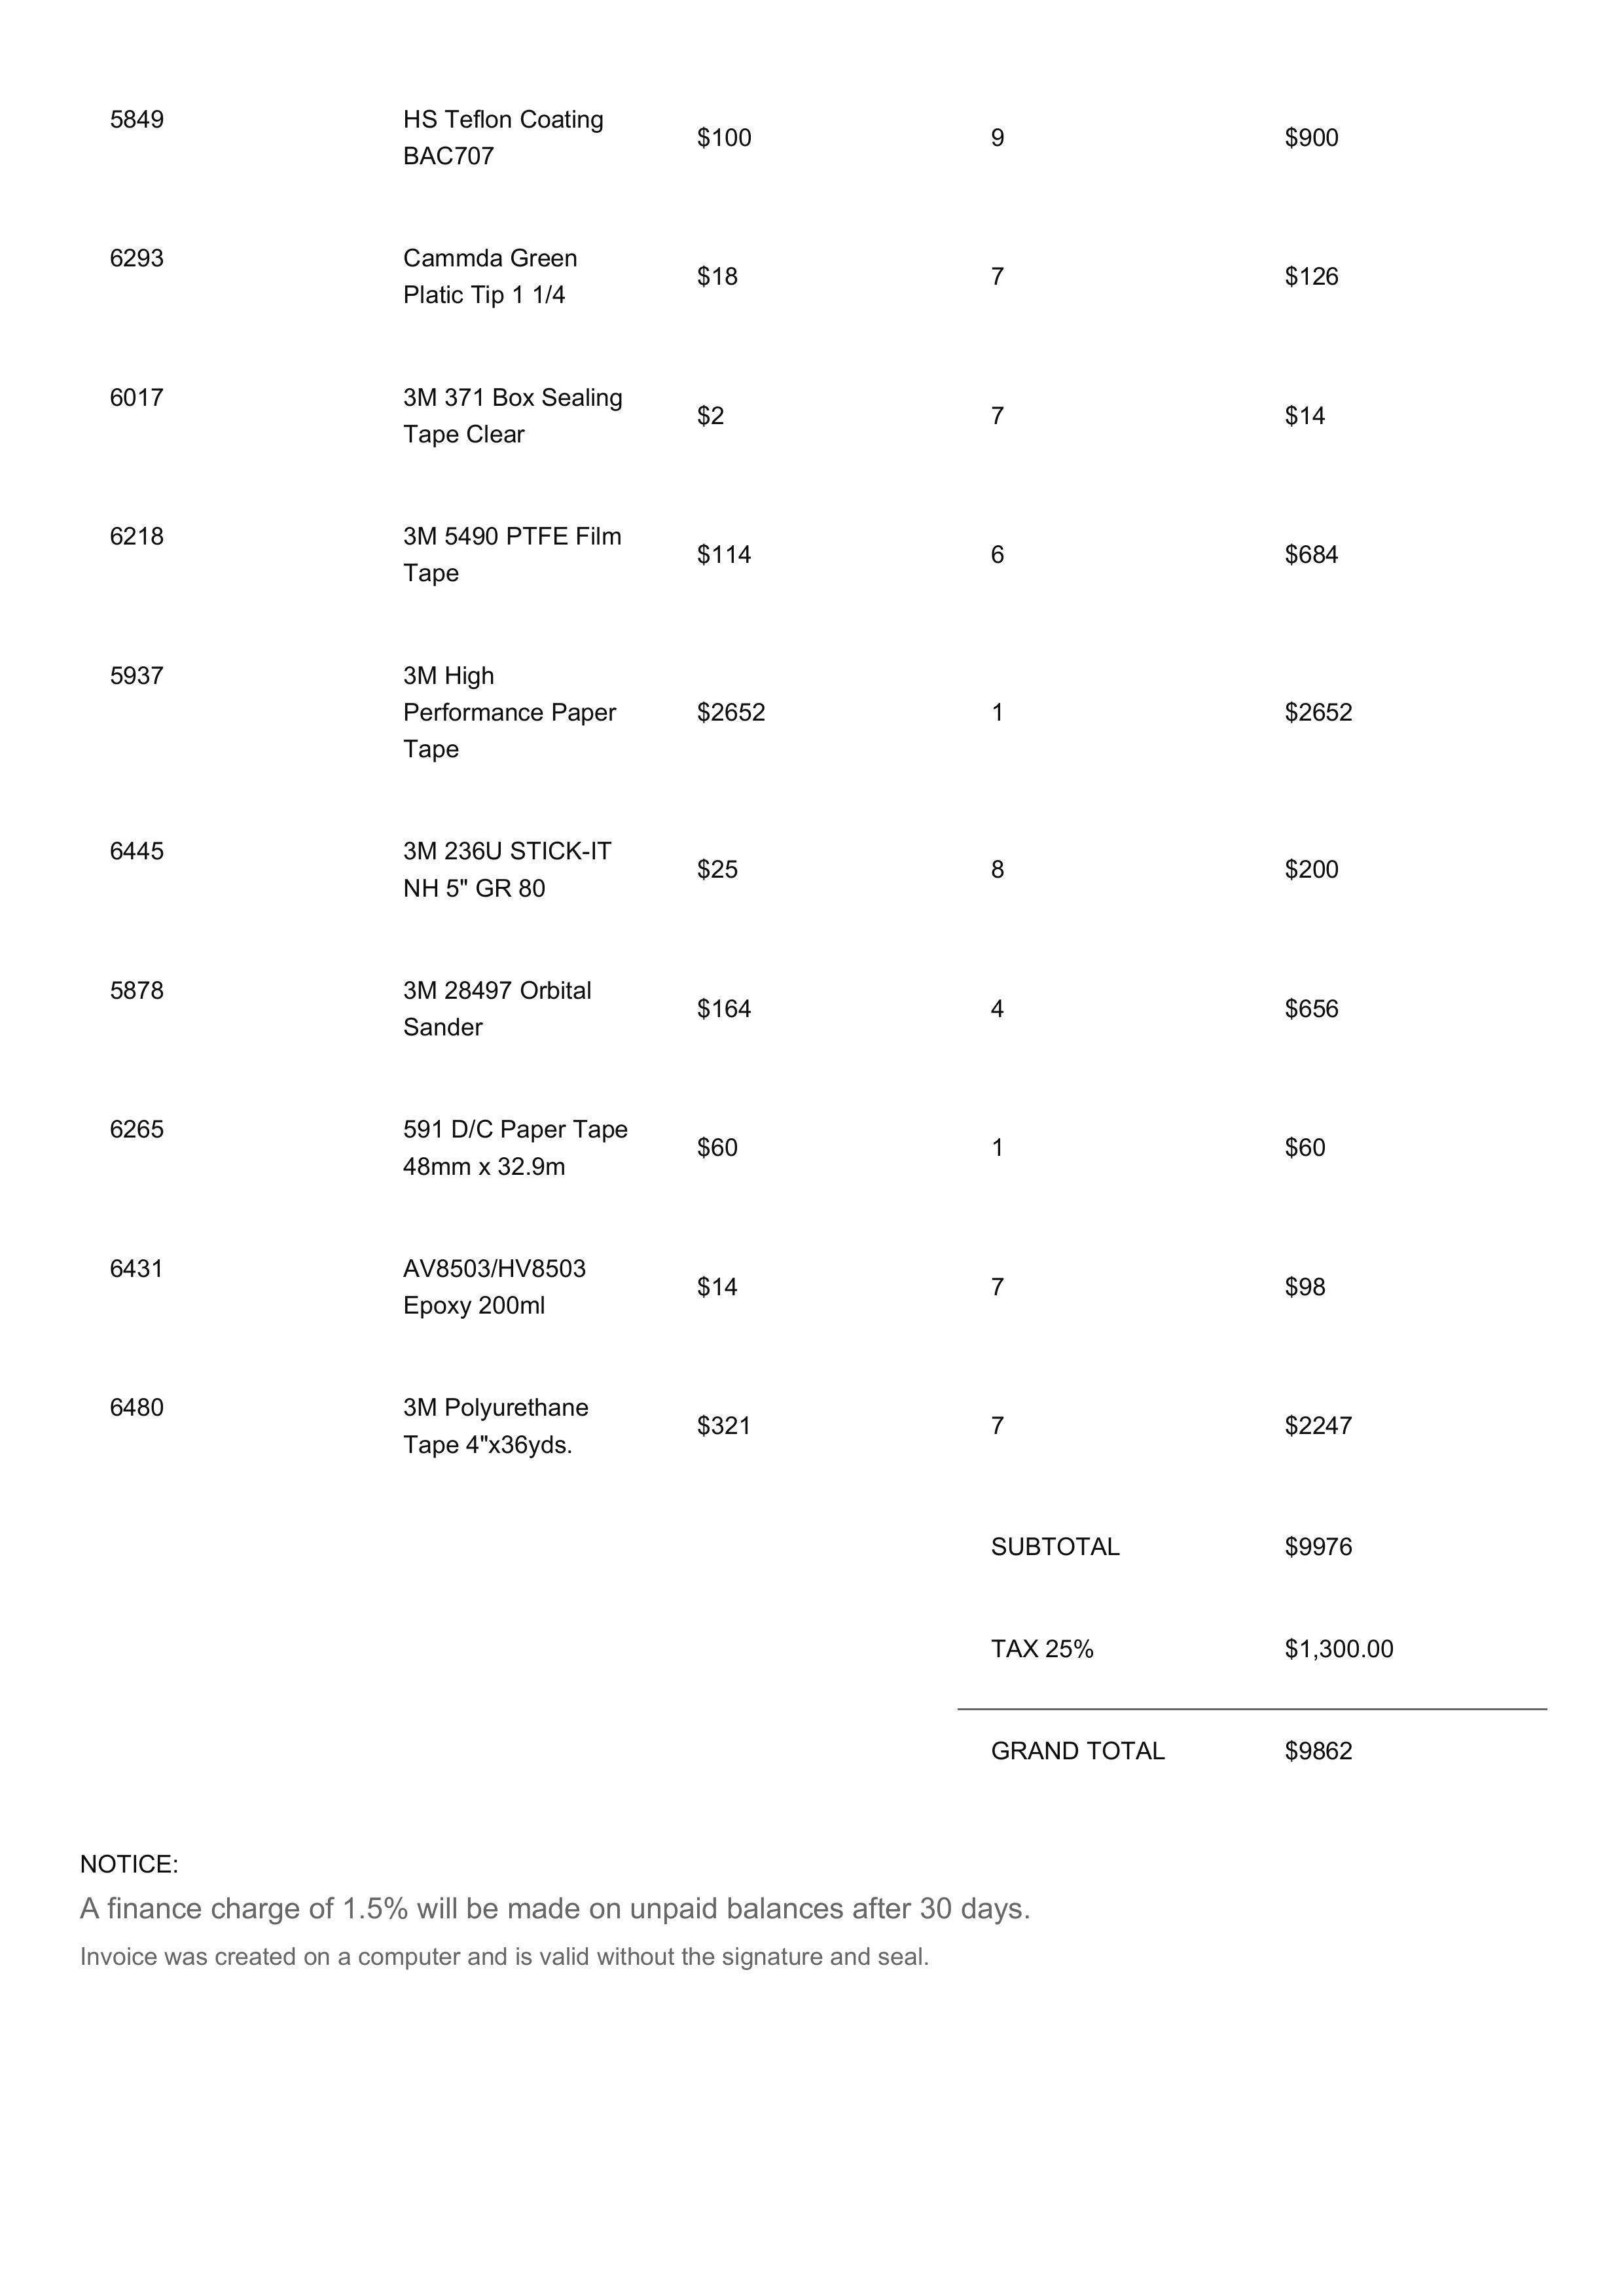 5849 HS Teflon Coating $100 9 $900
BAC707
6293 Cammda Green $18 7 $126
Platic Tip 1 1/4
6017 3M 371 Box Sealing $2 7 $14
Tape Clear
6218 3M 5490 PTFE Film $114 6 $684
Tape
5937 3M High
Performance Paper $2652 1 $2652
Tape
6445 3M 236U STICK-IT $25 8 $200
NH 5" GR 80
5878 3M 28497 Orbital $164 4 $656
Sander
6265 591 D/C Paper Tape $60 1 $60
48mm x 32.9m
6431 AV8503/HV8503 $14 7 $98
Epoxy 200ml
6480 3M Polyurethane $321 7 $2247
Tape 4"x36yds.
SUBTOTAL $9976
TAX 25% $1,300.00
GRAND TOTAL $9862
NOTICE:
A finance charge of 1.5% will be made on unpaid balances after 30 days.
Invoice was created on a computer and is valid without the signature and seal.